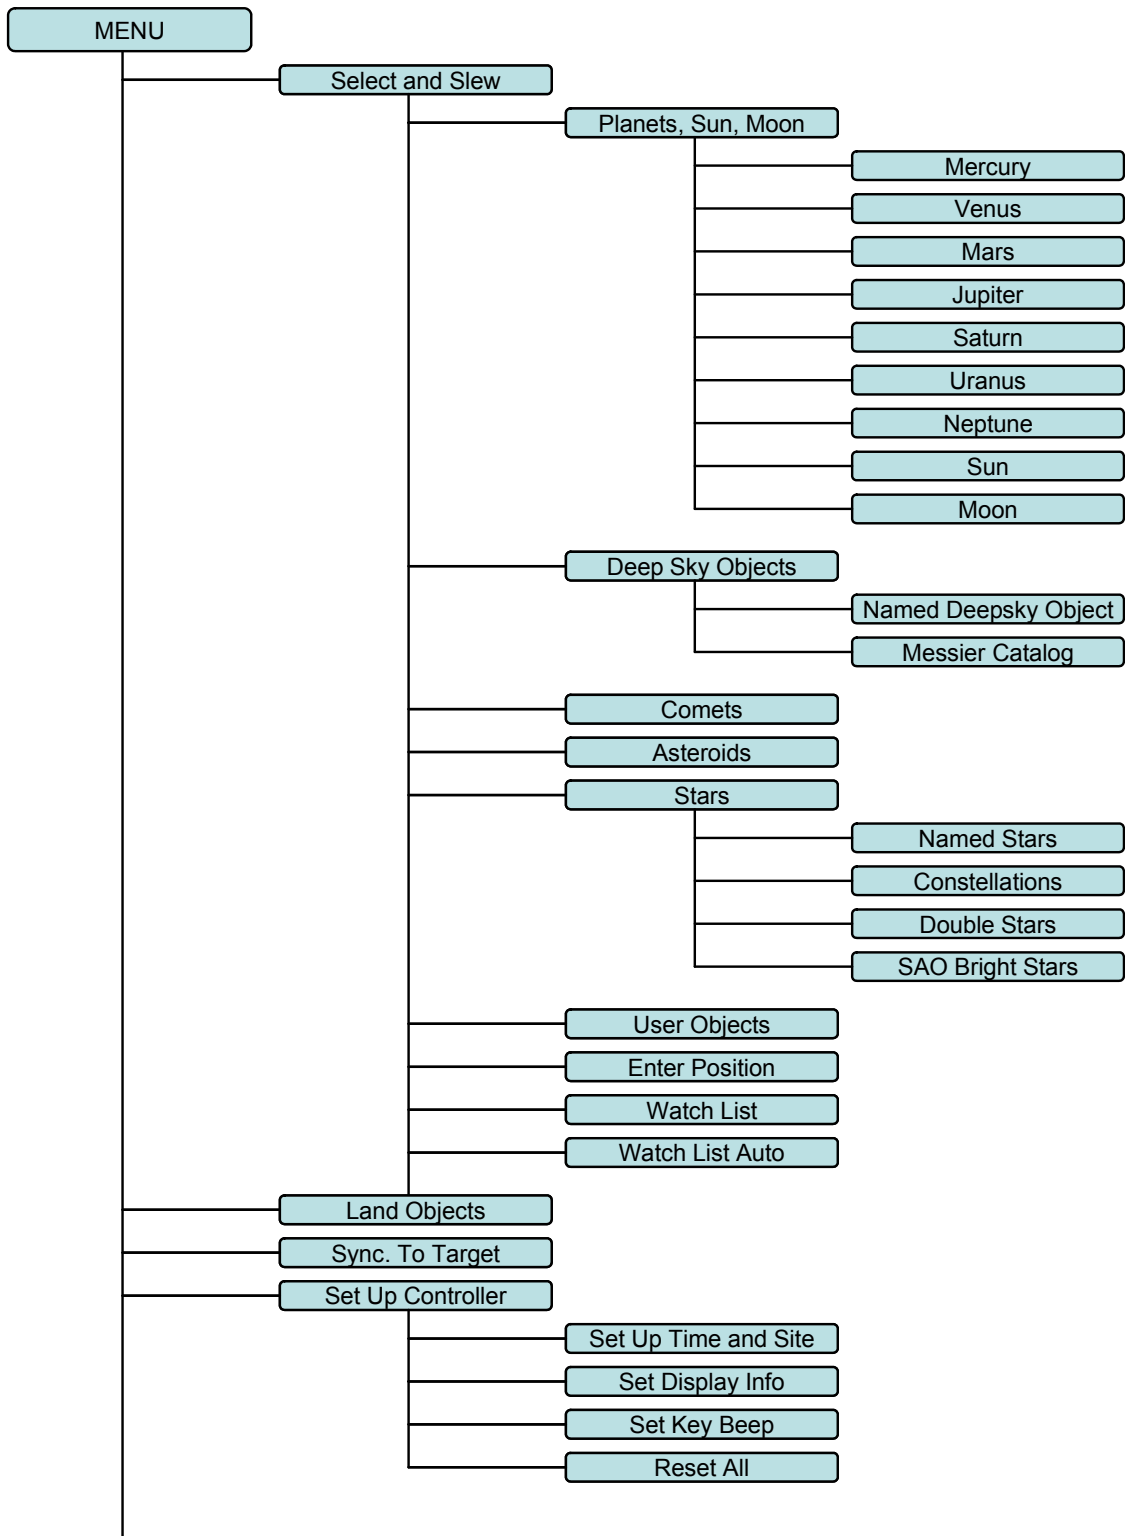 MENU
Select and Slew
Planets, Sun, Moon
Mercury
Venus
Mars
Jupiter
Saturn
Uranus
Neptune
Sun
Moon
Deep Sky Objects
Named Deepsky Object
Messier Catalog
Comets
Asteroids
Stars
Named Stars
Constellations
Double Stars
SAO Bright Stars
User Objects
Enter Position
Watch List
Watch List Auto
Land Objects
Sync. To Target
Set Up Controller
Set Up Time and Site
Set Display Info
Set Key Beep
Reset All